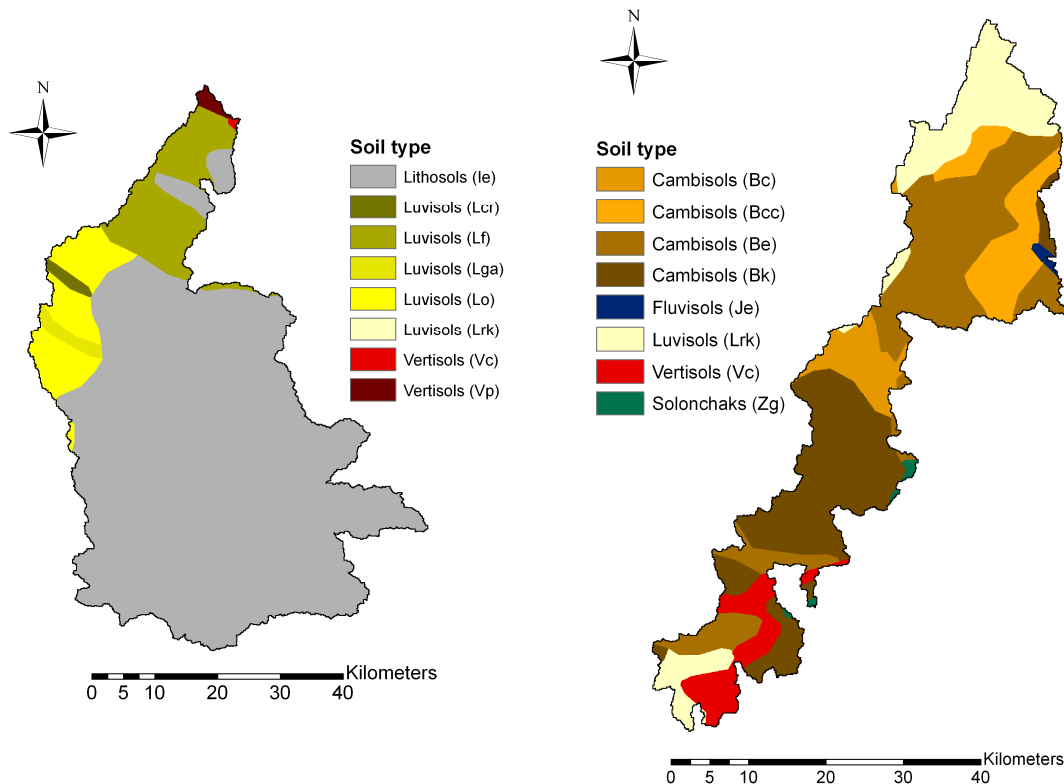 N
Soil type
Lithosols (Ie)
Luvisols (Lcr)
Luvisols (Lf)
Luvisols (Lga)
Luvisols (Lo)
Luvisols (Lrk)
Vertisols (Vc)
Vertisols (Vp)
Kilometers
0 5 10 20 30 40
N
Soil type
Cambisols (Bc)
Cambisols (Bcc)
Cambisols (Be)
Cambisols (Bk)
Fluvisols (Je)
Luvisols (Lrk)
Vertisols (Vc)
Solonchaks (Zg)
Kilometers
0 5 10 20 30 40